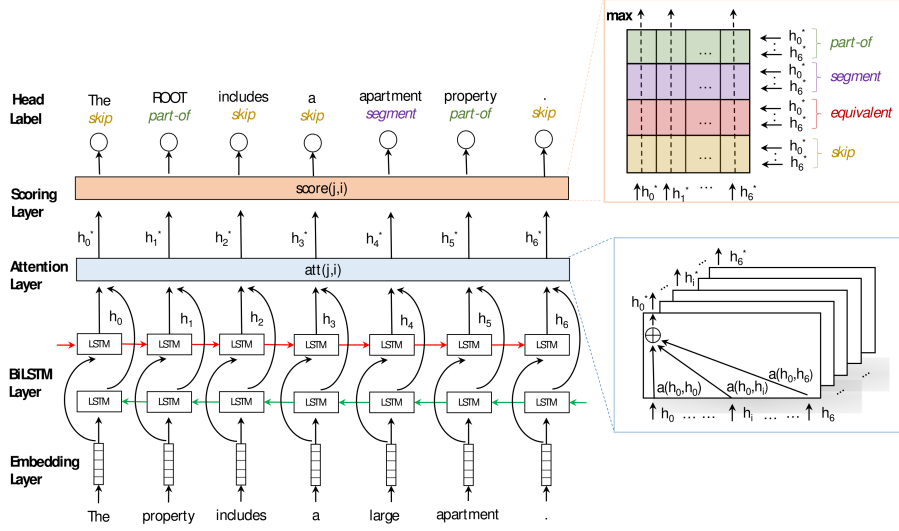 Head Label
The ROOT includes a apartment property .
skip part-of skip skip segment part-of skip
Scoring Layer
score(j,i)
h0* h1* h2* h3* h4* h5* h6*
Attention Layer
att(j,i)
h0 h1 h2 h3 h4 h5 h6
BiLSTM Layer
LSTM LSTM LSTM LSTM LSTM LSTM LSTM
LSTM LSTM LSTM LSTM LSTM LSTM LSTM
Embedding Layer
The property includes a large apartment .
max
... h0* : h6* part-of
... h0* : h6* segment
... h0* : h6* equivalent
... h0* : h6* skip
h0* h1* ... h6*
h0* ... hi* ... h6*
a(h0,h0) a(h0,hi) a(h0,h6)
h0 ... ... hi ... ... h6